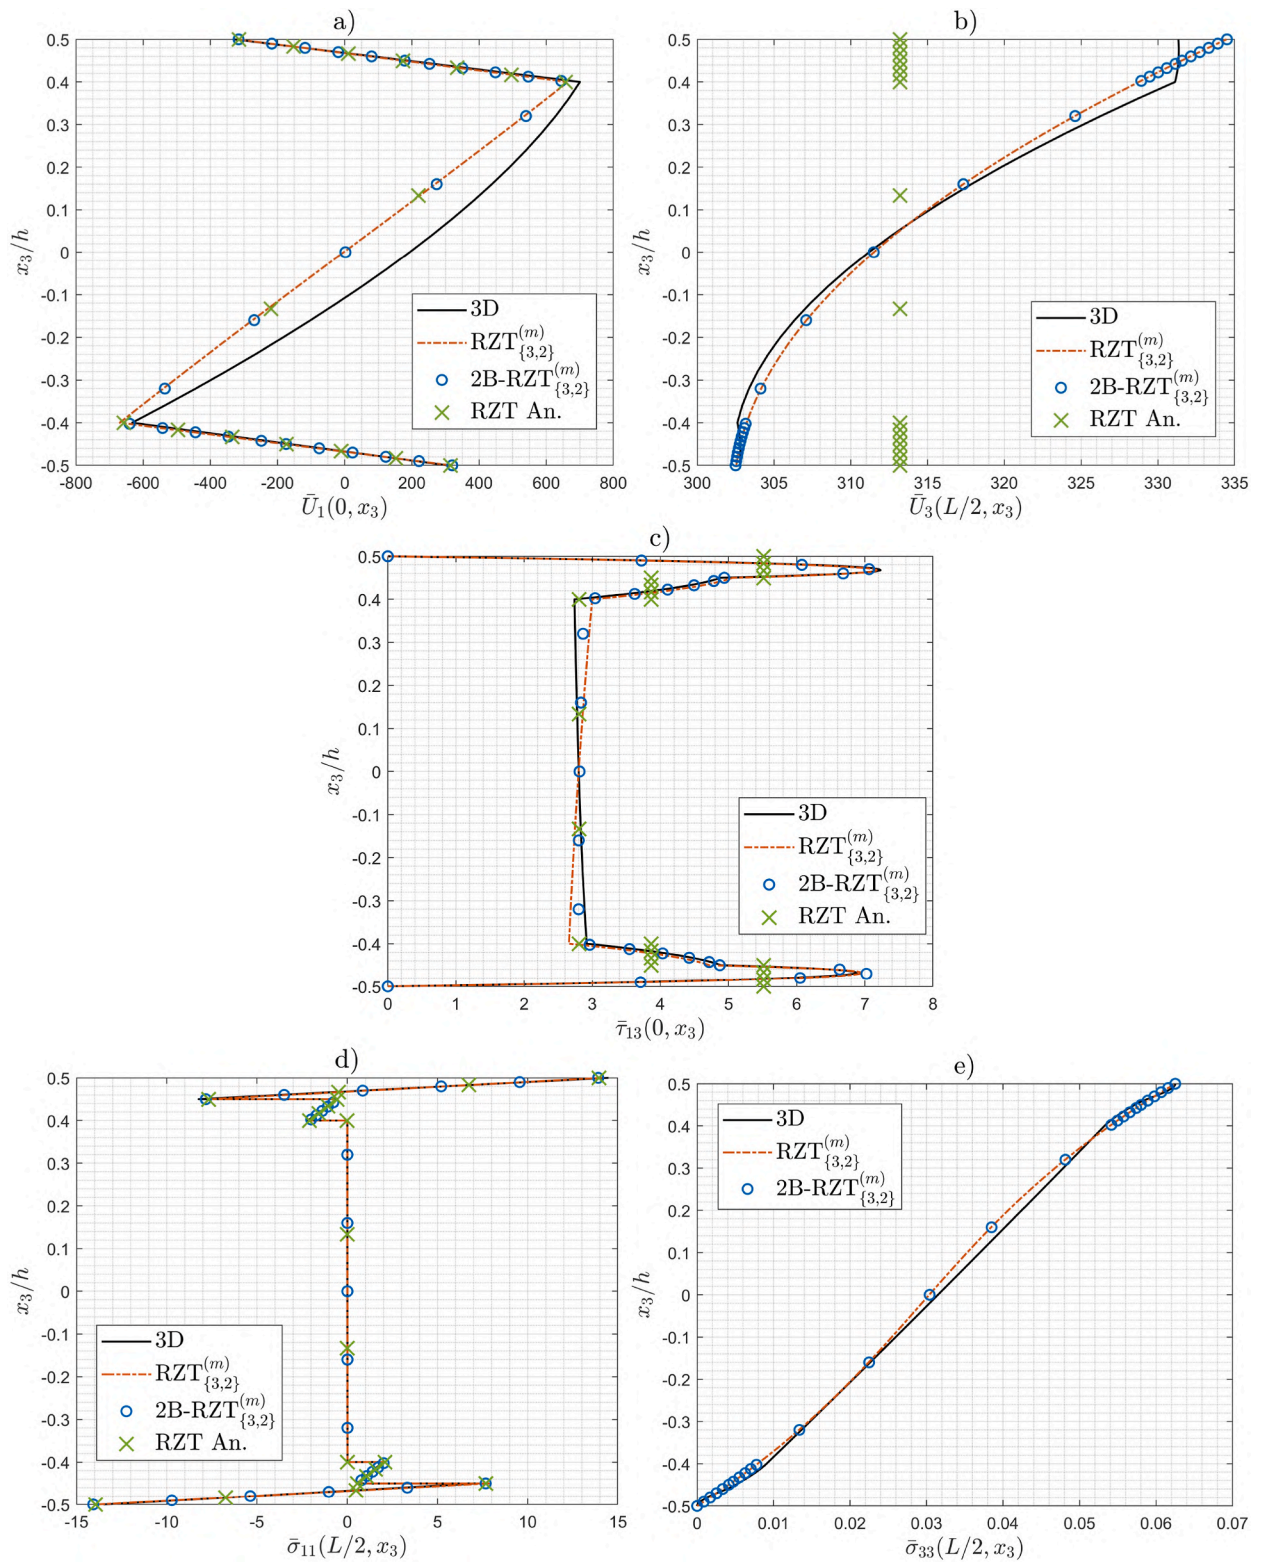 a)
0.5
0.4
0.3
0.2
0.1
0
-0.1
-0.2
-0.3
-0.4
-0.5
x₃/h
-800 -600 -400 -200 0 200 400 600 800
Ū₁(0, x₃)
3D
RZT^{(m)}_{{3,2}}
2B-RZT^{(m)}_{{3,2}}
RZT An.
b)
0.5
0.4
0.3
0.2
0.1
0
-0.1
-0.2
-0.3
-0.4
-0.5
x₃/h
300 305 310 315 320 325 330 335
Ū₃(L/2, x₃)
3D
RZT^{(m)}_{{3,2}}
2B-RZT^{(m)}_{{3,2}}
RZT An.
c)
0.5
0.4
0.3
0.2
0.1
0
-0.1
-0.2
-0.3
-0.4
-0.5
x₃/h
0 1 2 3 4 5 6 7 8
τ̄₁₃(0, x₃)
3D
RZT^{(m)}_{{3,2}}
2B-RZT^{(m)}_{{3,2}}
RZT An.
d)
0.5
0.4
0.3
0.2
0.1
0
-0.1
-0.2
-0.3
-0.4
-0.5
x₃/h
-15 -10 -5 0 5 10 15
σ̄₁₁(L/2, x₃)
3D
RZT^{(m)}_{{3,2}}
2B-RZT^{(m)}_{{3,2}}
RZT An.
e)
0.5
0.4
0.3
0.2
0.1
0
-0.1
-0.2
-0.3
-0.4
-0.5
x₃/h
0 0.01 0.02 0.03 0.04 0.05 0.06 0.07
σ̄₃₃(L/2, x₃)
3D
RZT^{(m)}_{{3,2}}
2B-RZT^{(m)}_{{3,2}}